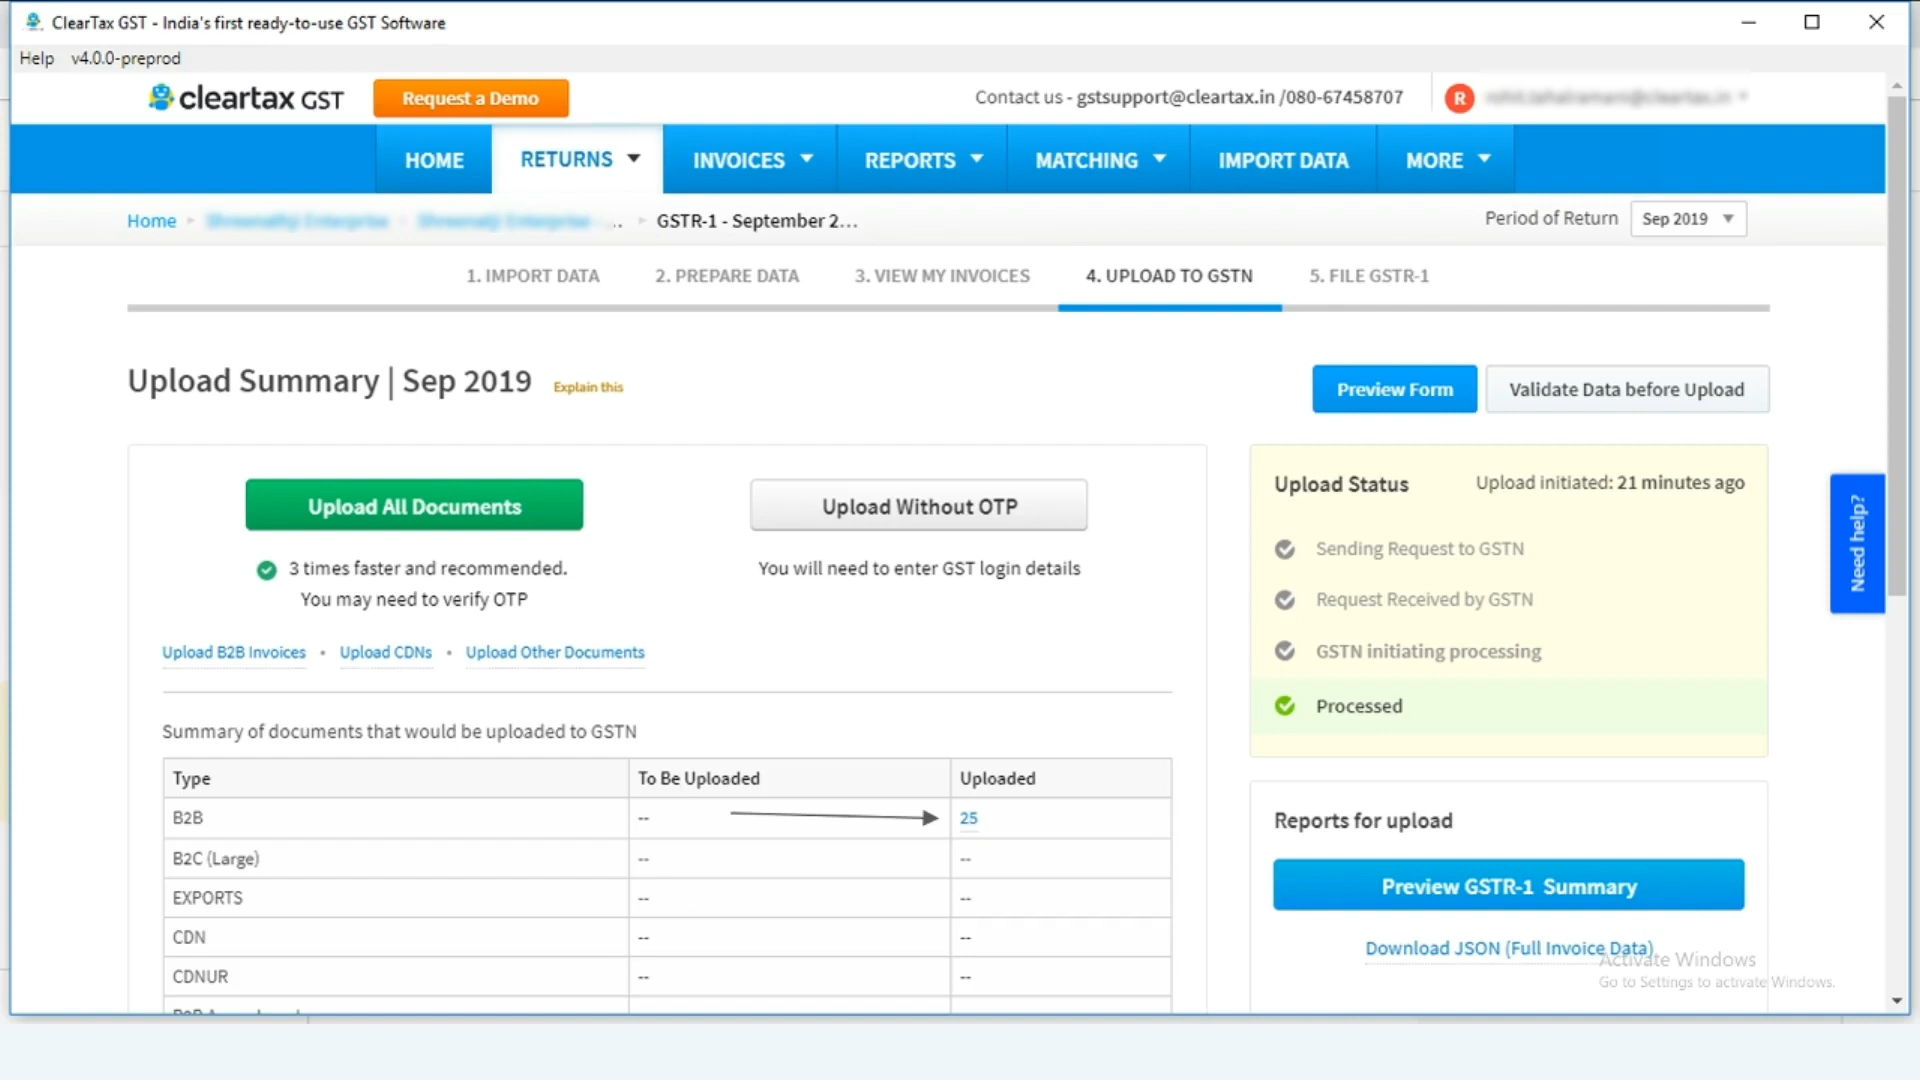 ClearTax GST - India's first ready-to-use GST Software
Help v4.0.0-preprod
cleartax GST
Request a Demo
Contact us - gstsupport@cleartax.in /080-67458707
R
HOME RETURNS INVOICES REPORTS MATCHING IMPORT DATA MORE
Home
GSTR-1 - September 2...
Period of Return Sep 2019
1. IMPORT DATA 2. PREPARE DATA 3. VIEW MY INVOICES 4. UPLOAD TO GSTN 5. FILE GSTR-1
Upload Summary | Sep 2019 Explain this
Preview Form Validate Data before Upload
Upload All Documents
3 times faster and recommended.
You may need to verify OTP
Upload Without OTP
You will need to enter GST login details
Upload B2B Invoices • Upload CDNs • Upload Other Documents
Summary of documents that would be uploaded to GSTN
Type To Be Uploaded Uploaded
B2B -- 25
B2C (Large) -- --
EXPORTS -- --
CDN -- --
CDNUR -- --
Upload Status Upload initiated: 21 minutes ago
Sending Request to GSTN
Request Received by GSTN
GSTN initiating processing
Processed
Reports for upload
Preview GSTR-1 Summary
Download JSON (Full Invoice Data)
Need help?
Activate Windows
Go to Settings to activate Windows.